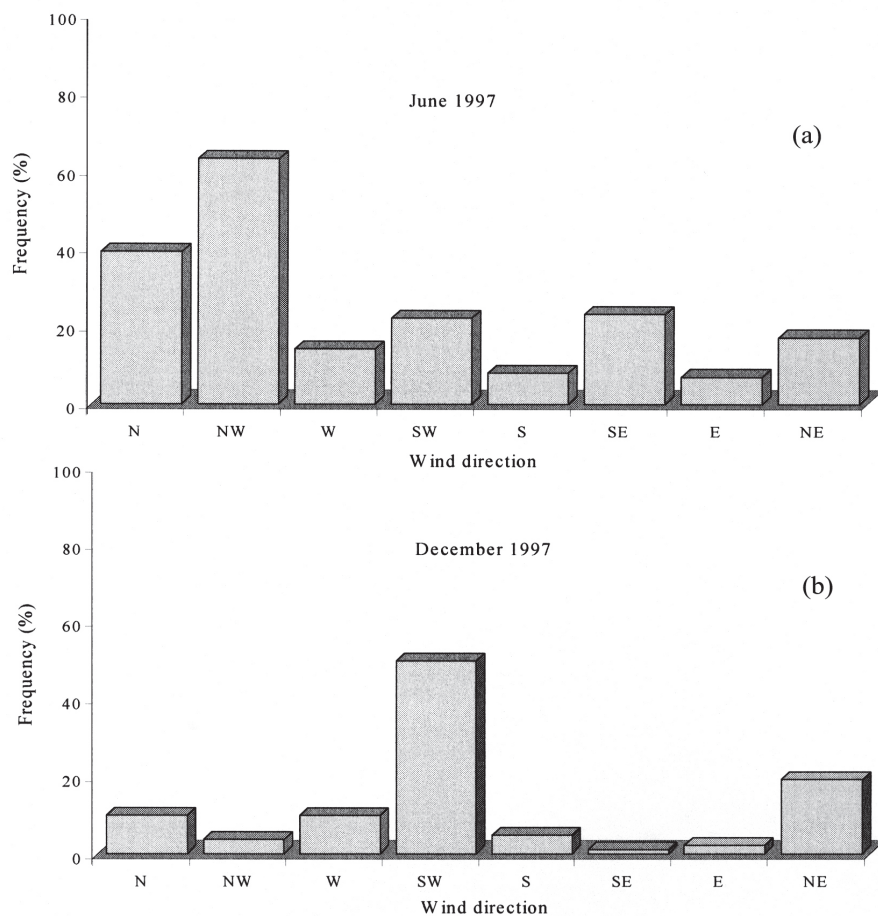 100
80
60
40
20
0
Frequency (%)
June 1997
(a)
N NW W SW S SE E NE
Wind direction
100
80
60
40
20
0
Frequency (%)
December 1997
(b)
N NW W SW S SE E NE
Wind direction